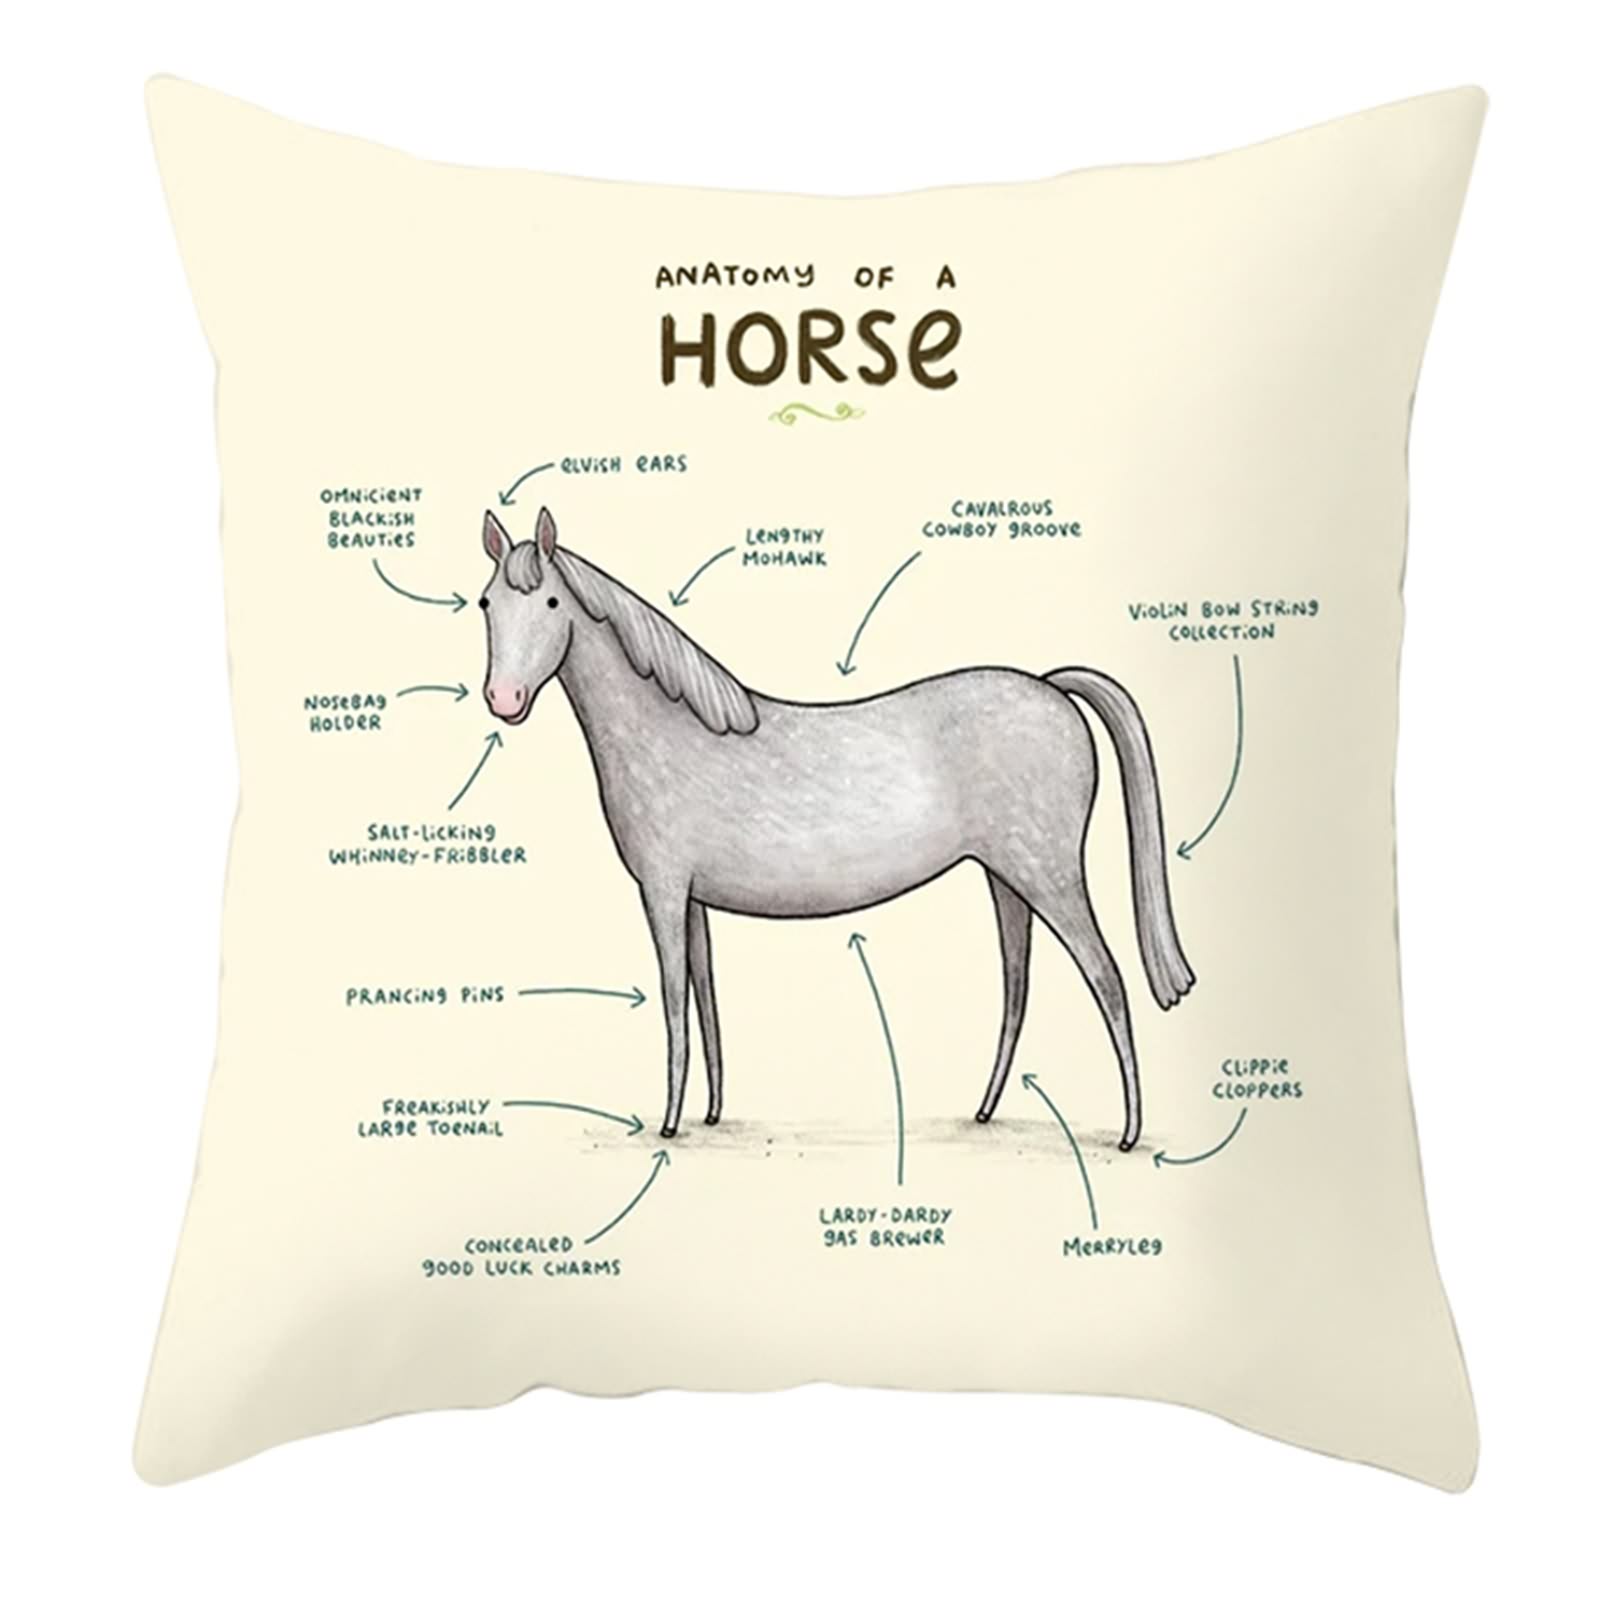 ANATOMY OF A
HORSE
ELVISH EARS
OMNICIENT
BLACKISH
BEAUTIES
LENGTHY
MOHAWK
CAVALROUS
COWBOY GROOVE
VIOLIN BOW STRING
COLLECTION
NOSEBAG
HOLDER
SALT-LICKING
WHINNEY-FRIBBLER
PRANCING PINS
FREAKISHLY
LARGE TOENAIL
CLIPPIE
CLOPPERS
CONCEALED
GOOD LUCK CHARMS
LARDY-DARDY
GAS BREWER
MERRYLEG